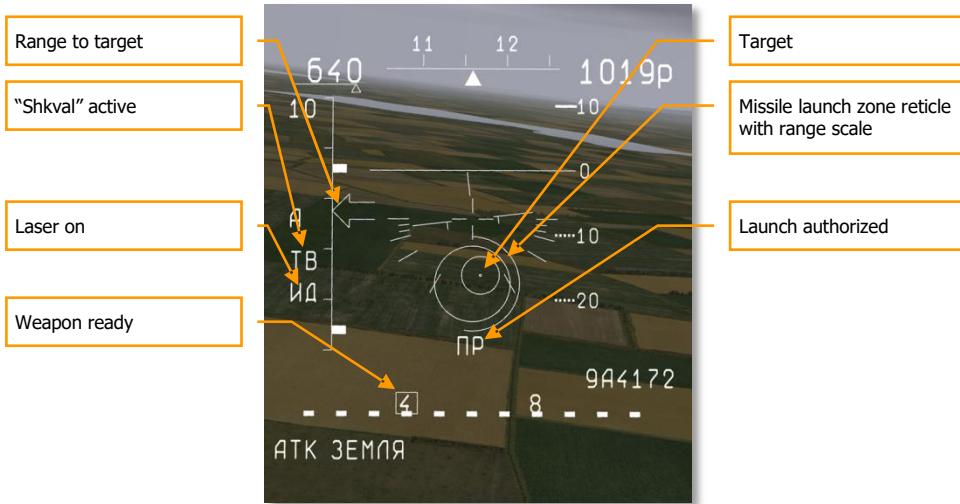 Range to target
"Shkval" active
Laser on
Weapon ready
11 12
640
1019р
10
10
0
А
10
ТВ
ИД
20
ПР
9А4172
4 8
АТК ЗЕМЛЯ
Target
Missile launch zone reticle
with range scale
Launch authorized